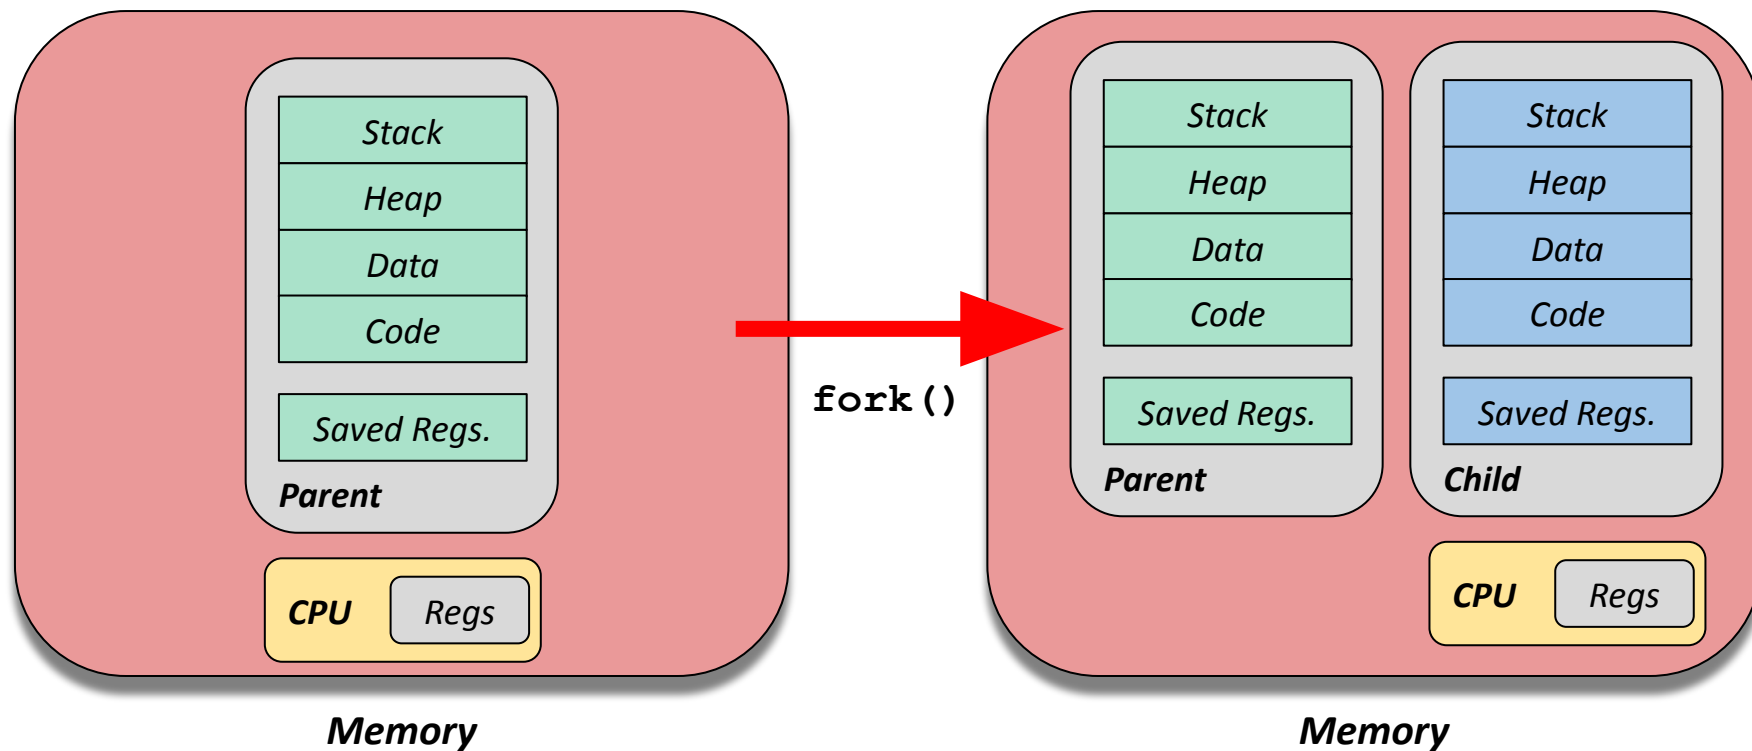 Stack
Heap
Data
Code
Saved Regs.
Parent
CPU
Regs
Memory
fork()
Stack
Heap
Data
Code
Saved Regs.
Parent
Stack
Heap
Data
Code
Saved Regs.
Child
CPU
Regs
Memory